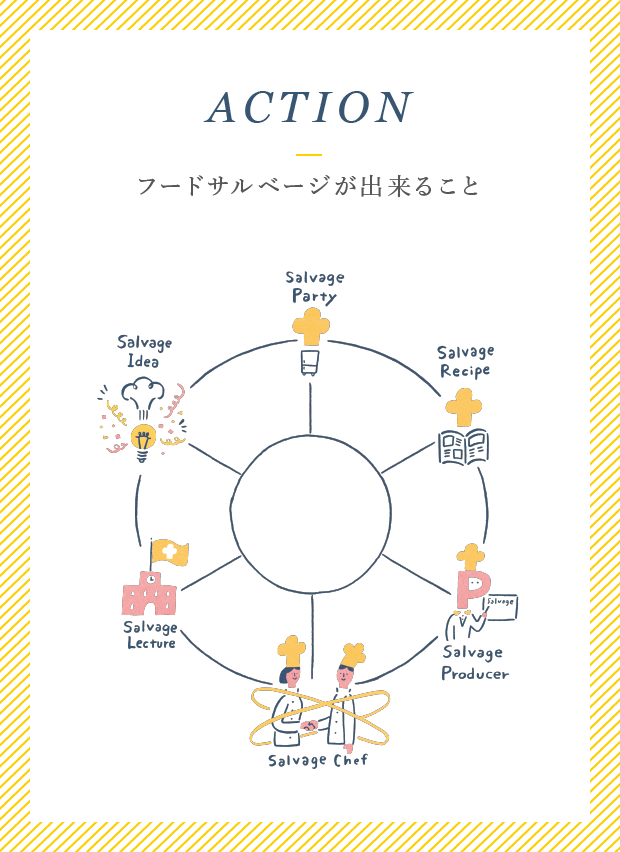 ACTION
フードサルベージが出来ること
Salvage
Party
Salvage
Idea
Salvage
Recipe
Salvage
Lecture
P
Salvage
Salvage
Producer
Salvage Chef